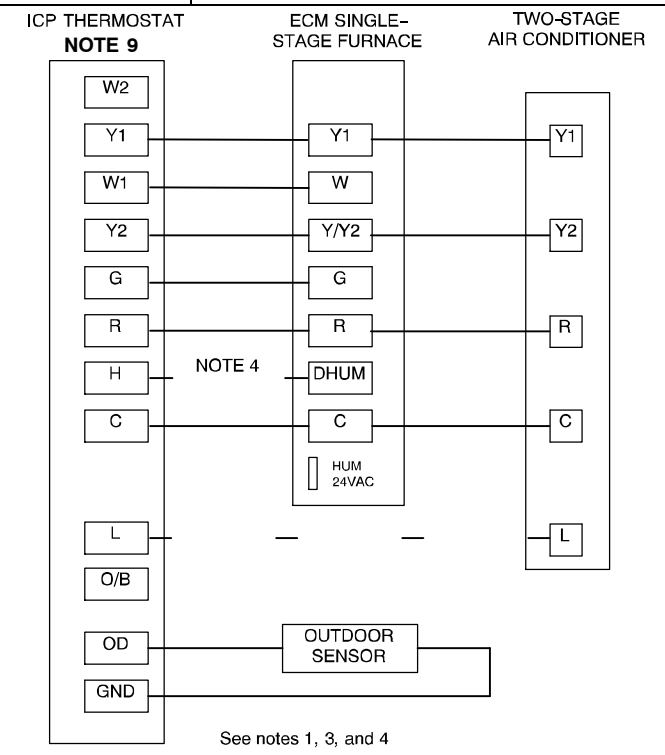 ICP THERMOSTAT
NOTE 9
ECM SINGLE-
STAGE FURNACE
TWO-STAGE
AIR CONDITIONER
W2
Y1 Y1 Y1
W1 W
Y2 Y/Y2 Y2
G G
R R R
H NOTE 4 DHUM
C C C
HUM
24VAC
L L
O/B
OD
OUTDOOR
SENSOR
GND
See notes 1, 3, and 4